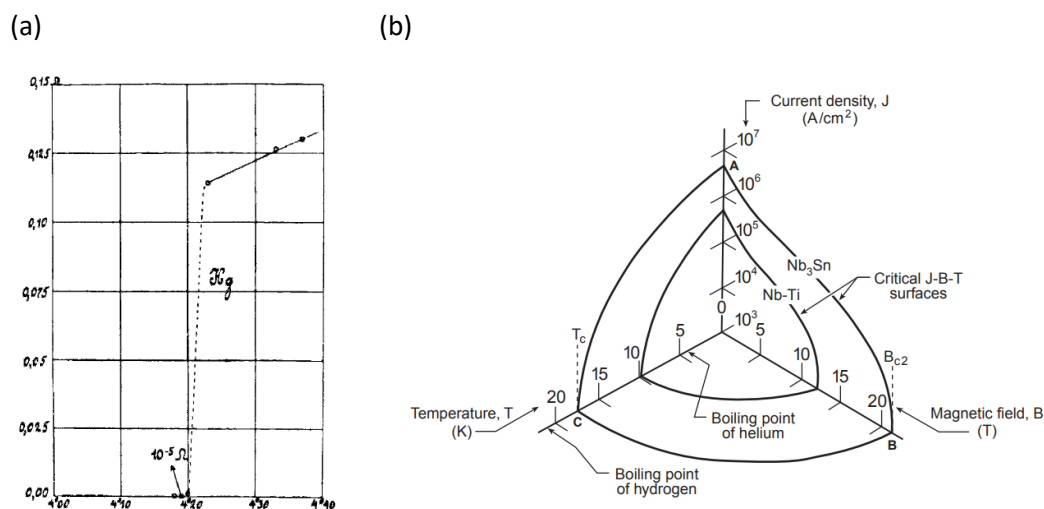 (a)
(b)
0,15 Ω
0,125
0,10
0,075
0,05
0,025
0,00
Hg
10⁻⁵ Ω
4°00
4°10
4°20
4°30
4°40
Current density, J
(A/cm²)
10⁷
A
10⁶
10⁵
10⁴
10³
0
Nb₃Sn
Nb-Ti
Critical J-B-T
surfaces
T꜀
5
10
15
20
C
5
10
15
20
B
B꜀₂
Temperature, T
(K)
Magnetic field, B
(T)
Boiling point
of helium
Boiling point
of hydrogen